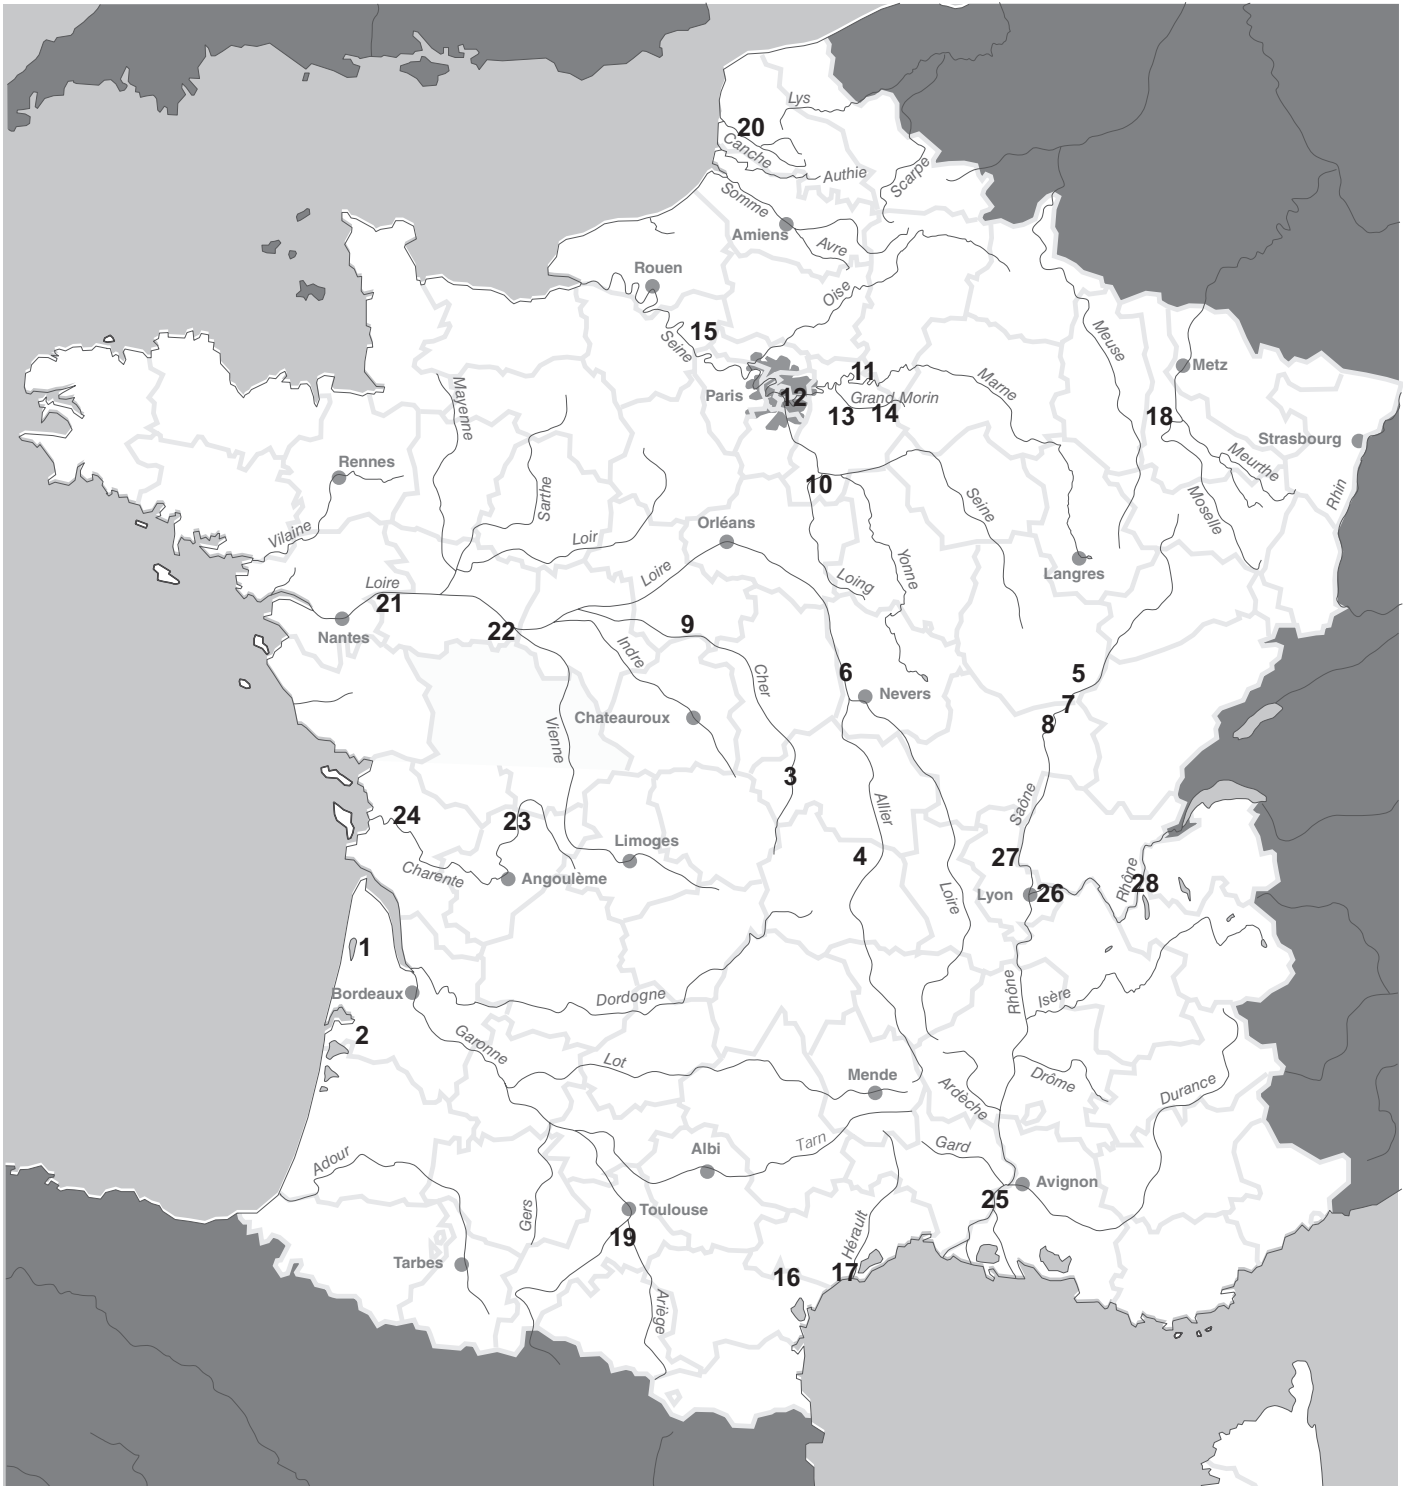 Lys
20
Canche
Authie
Scarpe
Somme
Amiens
Avre
Rouen
Oise
15
Seine
Meuse
Metz
11
Marne
Mayenne
Paris
12
Grand Morin
13
14
18
Strasbourg
Meurthe
Rennes
Sarthe
10
Seine
Moselle
Rhin
Vilaine
Loir
Orléans
Yonne
Langres
Loire
Loire
Loing
21
Nantes
22
9
Indre
Cher
6
Nevers
5
7
8
Chateauroux
Vienne
3
Allier
Saône
24
23
Limoges
4
27
Charente
Angoulème
Lyon
26
Rhône
28
Loire
1
Bordeaux
Dordogne
Rhône
Isère
2
Garonne
Lot
Mende
Ardèche
Drôme
Durance
Adour
Albi
Tarn
Gard
Avignon
25
Gers
Toulouse
19
Hérault
Tarbes
16
17
Ariège